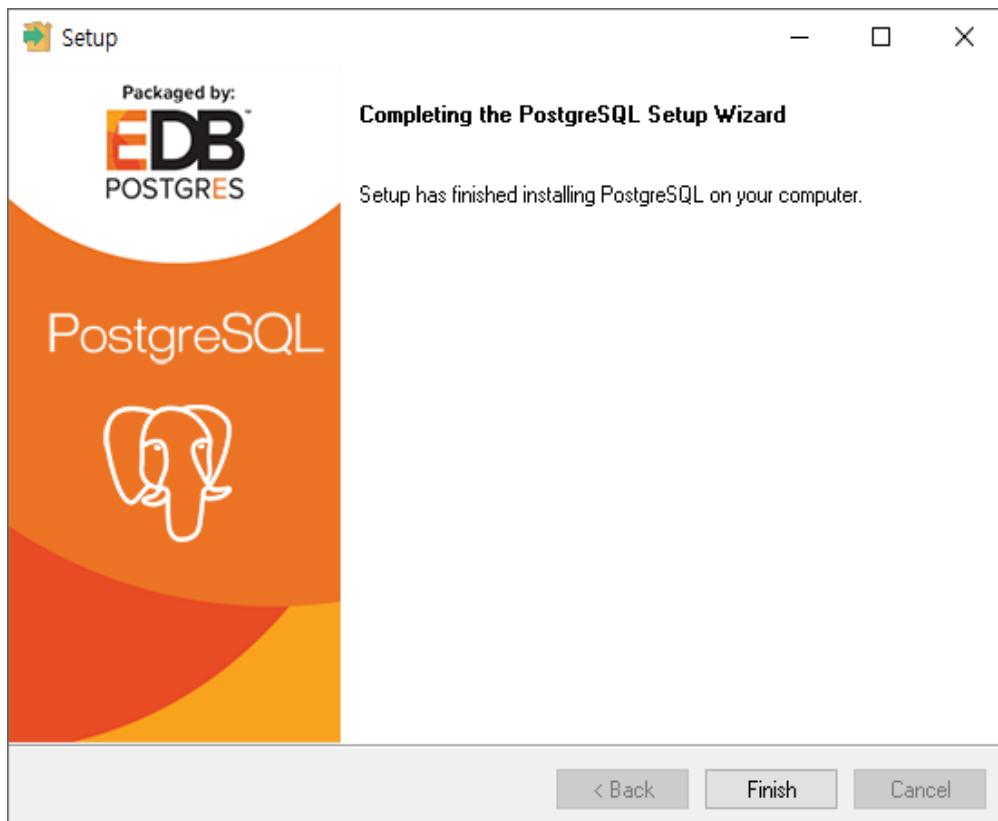 Setup
Packaged by:
EDB™
POSTGRES
PostgreSQL
Completing the PostgreSQL Setup Wizard
Setup has finished installing PostgreSQL on your computer.
< Back
Finish
Cancel